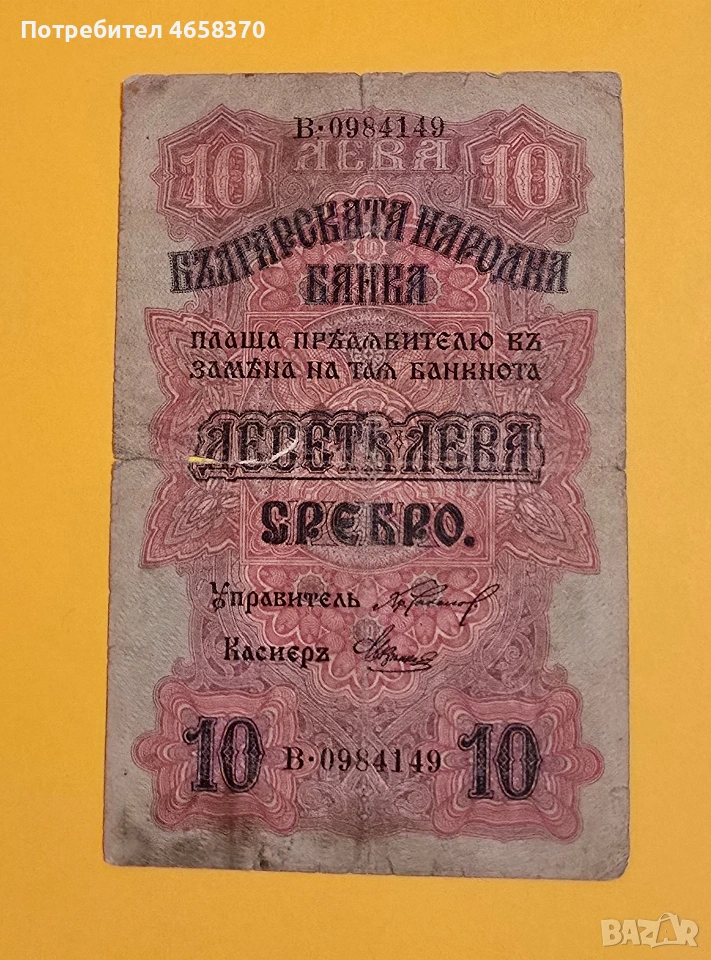 Потребител 4658370
В·0984149
10 ЛЕВА 10
БЪЛГАРСКАТА НАРОДНА
БАНКА
ПЛАЩА ПРѢДЯВИТЕЛЮ ВЪ
ЗАМѢНА НА ТАЯ БАНКНОТА
ДЕСЕТЬ ЛЕВА
СРЕБРО.
Управитель
Касиеръ
10 В·0984149 10
BAZAR